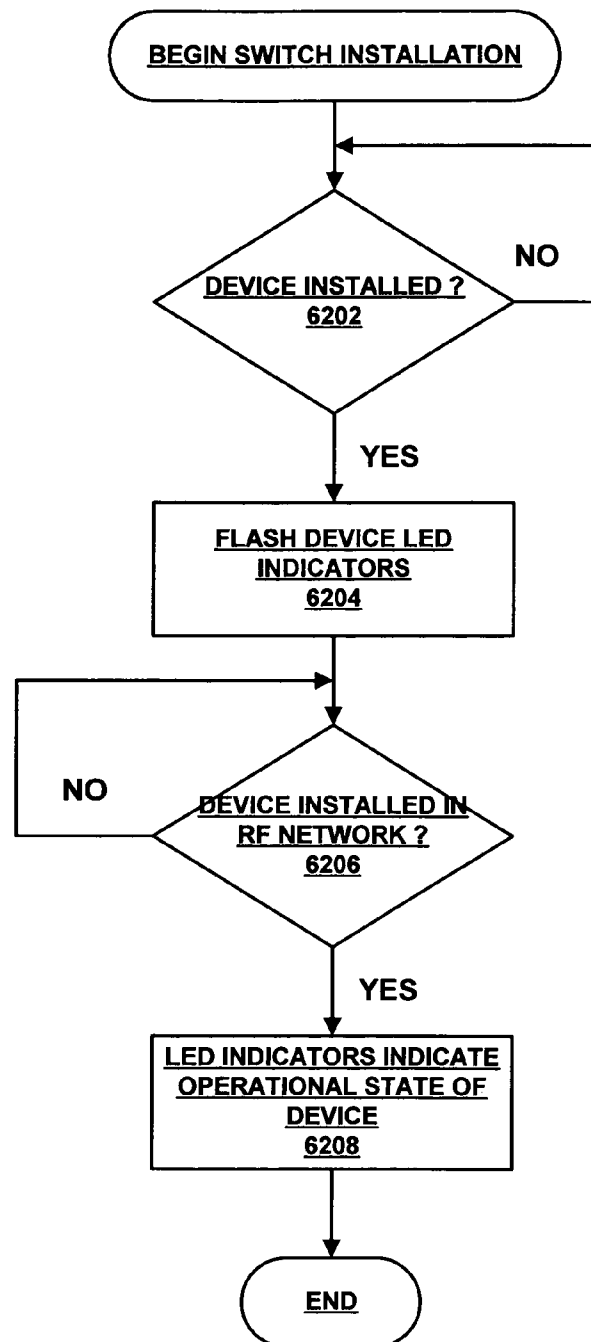 BEGIN SWITCH INSTALLATION
NO
DEVICE INSTALLED ?
6202
YES
FLASH DEVICE LED
INDICATORS
6204
NO
DEVICE INSTALLED IN
RF NETWORK ?
6206
YES
LED INDICATORS INDICATE
OPERATIONAL STATE OF
DEVICE
6208
END